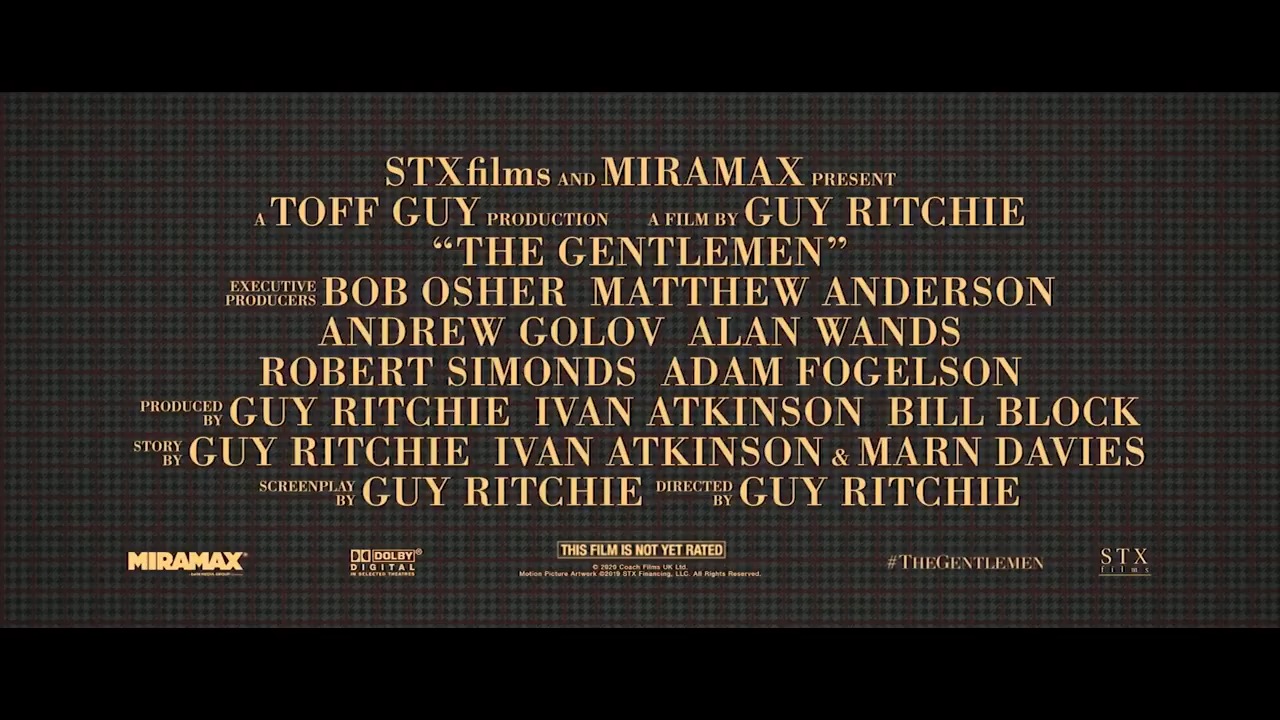 STXfilms AND MIRAMAX PRESENT
A TOFF GUY PRODUCTION A FILM BY GUY RITCHIE
“THE GENTLEMEN”
EXECUTIVE PRODUCERS BOB OSHER MATTHEW ANDERSON
ANDREW GOLOV ALAN WANDS
ROBERT SIMONDS ADAM FOGELSON
PRODUCED BY GUY RITCHIE IVAN ATKINSON BILL BLOCK
STORY BY GUY RITCHIE IVAN ATKINSON & MARN DAVIES
SCREENPLAY BY GUY RITCHIE DIRECTED BY GUY RITCHIE
MIRAMAX®
DOLBY®
DIGITAL
IN SELECTED THEATRES
THIS FILM IS NOT YET RATED
© 2020 Coach Films UK Ltd.
Motion Picture Artwork ©2019 STX Financing, LLC. All Rights Reserved.
#THEGENTLEMEN
STX
films